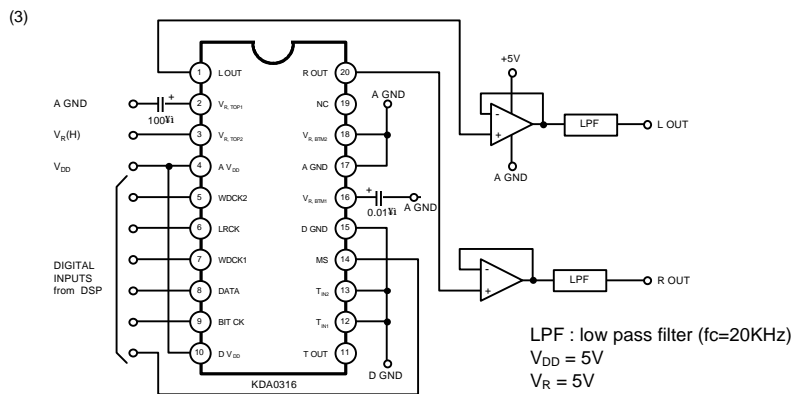 (3)
A GND
V_R(H)
V_DD
DIGITAL
INPUTS
from DSP
100¥ì
+
1 L OUT
2 V_R, TOP1
3 V_R, TOP2
4 A V_DD
5 WDCK2
6 LRCK
7 WDCK1
8 DATA
9 BIT CK
10 D V_DD
R OUT 20
NC 19
V_R, BTM2 18
A GND 17
V_R, BTM1 16
D GND 15
MS 14
T_IN2 13
T_IN1 12
T OUT 11
KDA0316
A GND
+
0.01¥ì
A GND
D GND
+5V
-
+
A GND
LPF
L OUT
-
+
LPF
R OUT
LPF : low pass filter (fc=20KHz)
V_DD = 5V
V_R = 5V